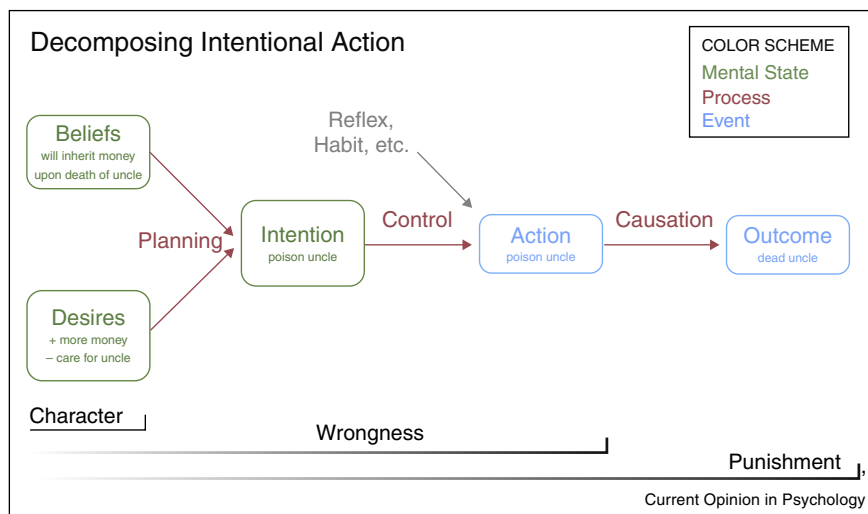 Decomposing Intentional Action
COLOR SCHEME
Mental State
Process
Event
Reflex,
Habit, etc.
Beliefs
will inherit money
upon death of uncle
Planning
Intention
poison uncle
Control
Action
poison uncle
Causation
Outcome
dead uncle
Desires
+ more money
– care for uncle
Character
Wrongness
Punishment ,
Current Opinion in Psychology